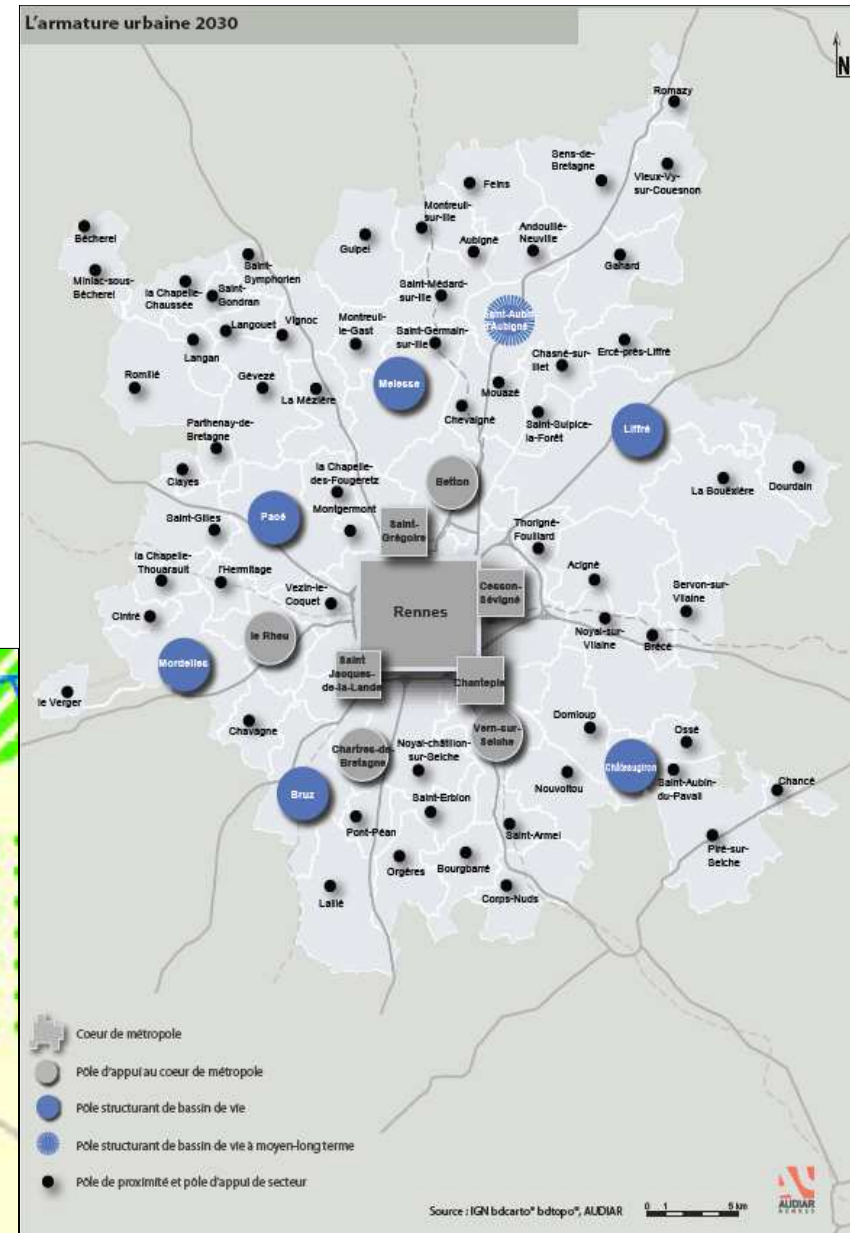 L'armature urbaine 2030
N
Romazy
Sens-de-
Bretagne
Vieux-Vy-
sur-Couesnon
Feins
Montreuil-
sur-Ille
Andouillé-
Neuville
Bécherel
Guipel
Aubigné
Gahard
Miniac-sous-
Bécherel
Saint-
Symphorien
la Chapelle-
Chaussée
Saint-
Gondran
Saint-Médard-
sur-Ille
Saint-Aubin
d'Aubigné
Langouet
Vignoc
Montreuil-
le-Gast
Saint-Germain-
sur-Ille
Langan
Chasné-sur-
Illet
Ercé-près-Liffré
Romillé
Gévezé
La Mézière
Melesse
Mouazé
Chevaigné
Saint-Sulpice-
la-Forêt
Liffré
Parthenay-de-
Bretagne
Clayes
la Chapelle-
des-Fougeretz
Betton
La Bouëxière
Dourdain
Montgermont
Pacé
Saint-Gilles
Saint-
Grégoire
Thorigné-
Fouillard
la Chapelle-
Thouarault
l'Hermitage
Vezin-le-
Coquet
Cesson-
Sévigné
Acigné
Servon-sur-
Vilaine
Cintré
Rennes
le Rheu
Noyal-sur-
Vilaine
Brécé
Mordelles
Saint
Jacques-
de-la-Lande
Chantepie
le Verger
Chavagne
Chartres-de-
Bretagne
Noyal-châtillon-
sur-Seiche
Vern-sur-
Seiche
Domloup
Ossé
Châteaugiron
Saint-Aubin-
du-Pavail
Chancé
Bruz
Nouvoitou
Saint-Erblon
Pont-Péan
Saint-Armel
Piré-sur-
Seiche
Orgères
Bourgbarré
Laillé
Corps-Nuds
Coeur de métropole
Pôle d'appui au coeur de métropole
Pôle structurant de bassin de vie
Pôle structurant de bassin de vie à moyen-long terme
Pôle de proximité et pôle d'appui de secteur
Source : IGN bdcarto® bdtopo®, AUDIAR
0 1 5 km
AUDIAR
RENNES